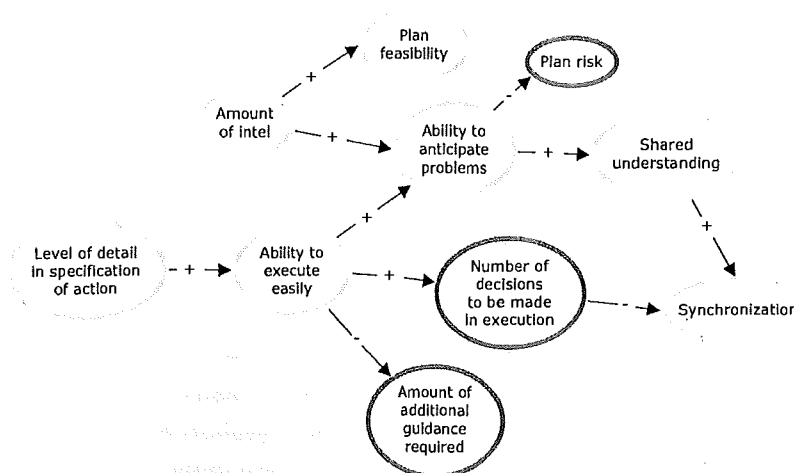 Plan
feasibility
Plan risk
+
-
Amount
of intel
+
Ability to
anticipate
problems
+
Shared
understanding
+
+
Level of detail
in specification
of action
- +
Ability to
execute
easily
+
Number of
decisions
to be made
in execution
-
Synchronization
-
Amount of
additional
guidance
required